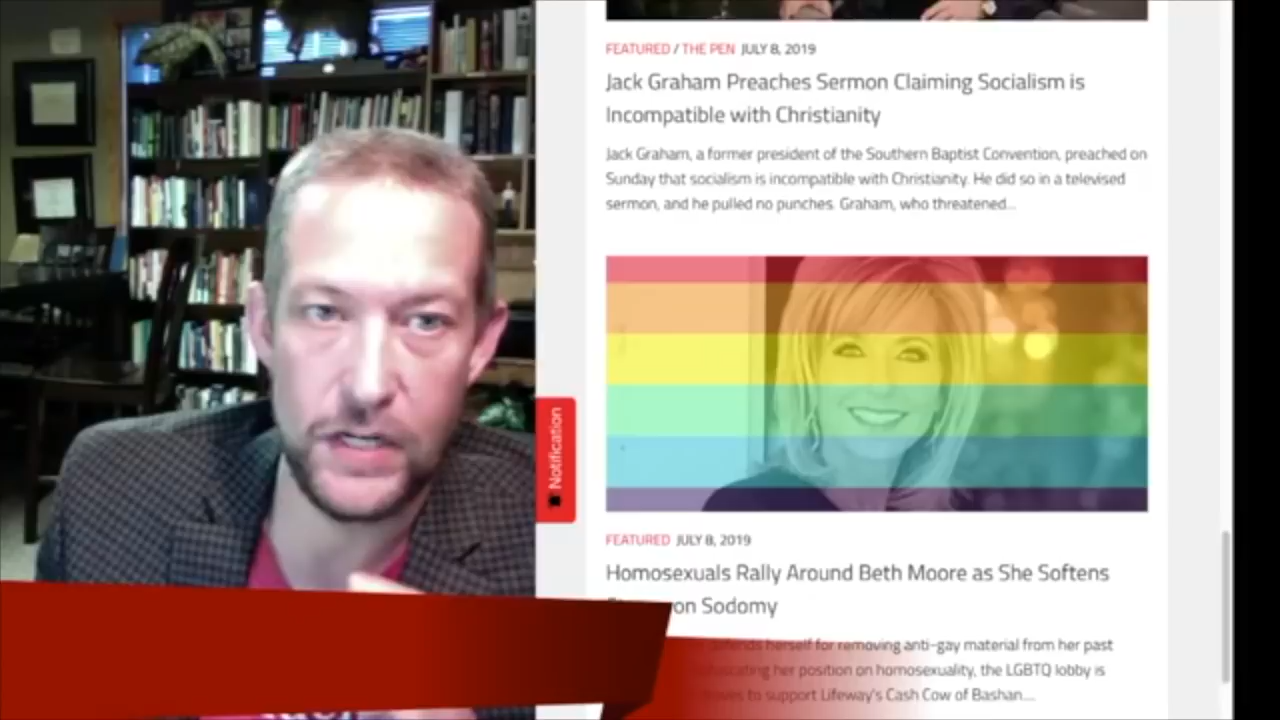 FEATURED / THE PEN JULY 8, 2019
Jack Graham Preaches Sermon Claiming Socialism is
Incompatible with Christianity
Jack Graham, a former president of the Southern Baptist Convention, preached on
Sunday that socialism is incompatible with Christianity. He did so in a televised
sermon, and he pulled no punches. Graham, who threatened...
Notification
FEATURED JULY 8, 2019
Homosexuals Rally Around Beth Moore as She Softens
on Sodomy
defends herself for removing anti-gay material from her past
her position on homosexuality, the LGBTQ lobby is
to support Lifeway's Cash Cow of Bashan....